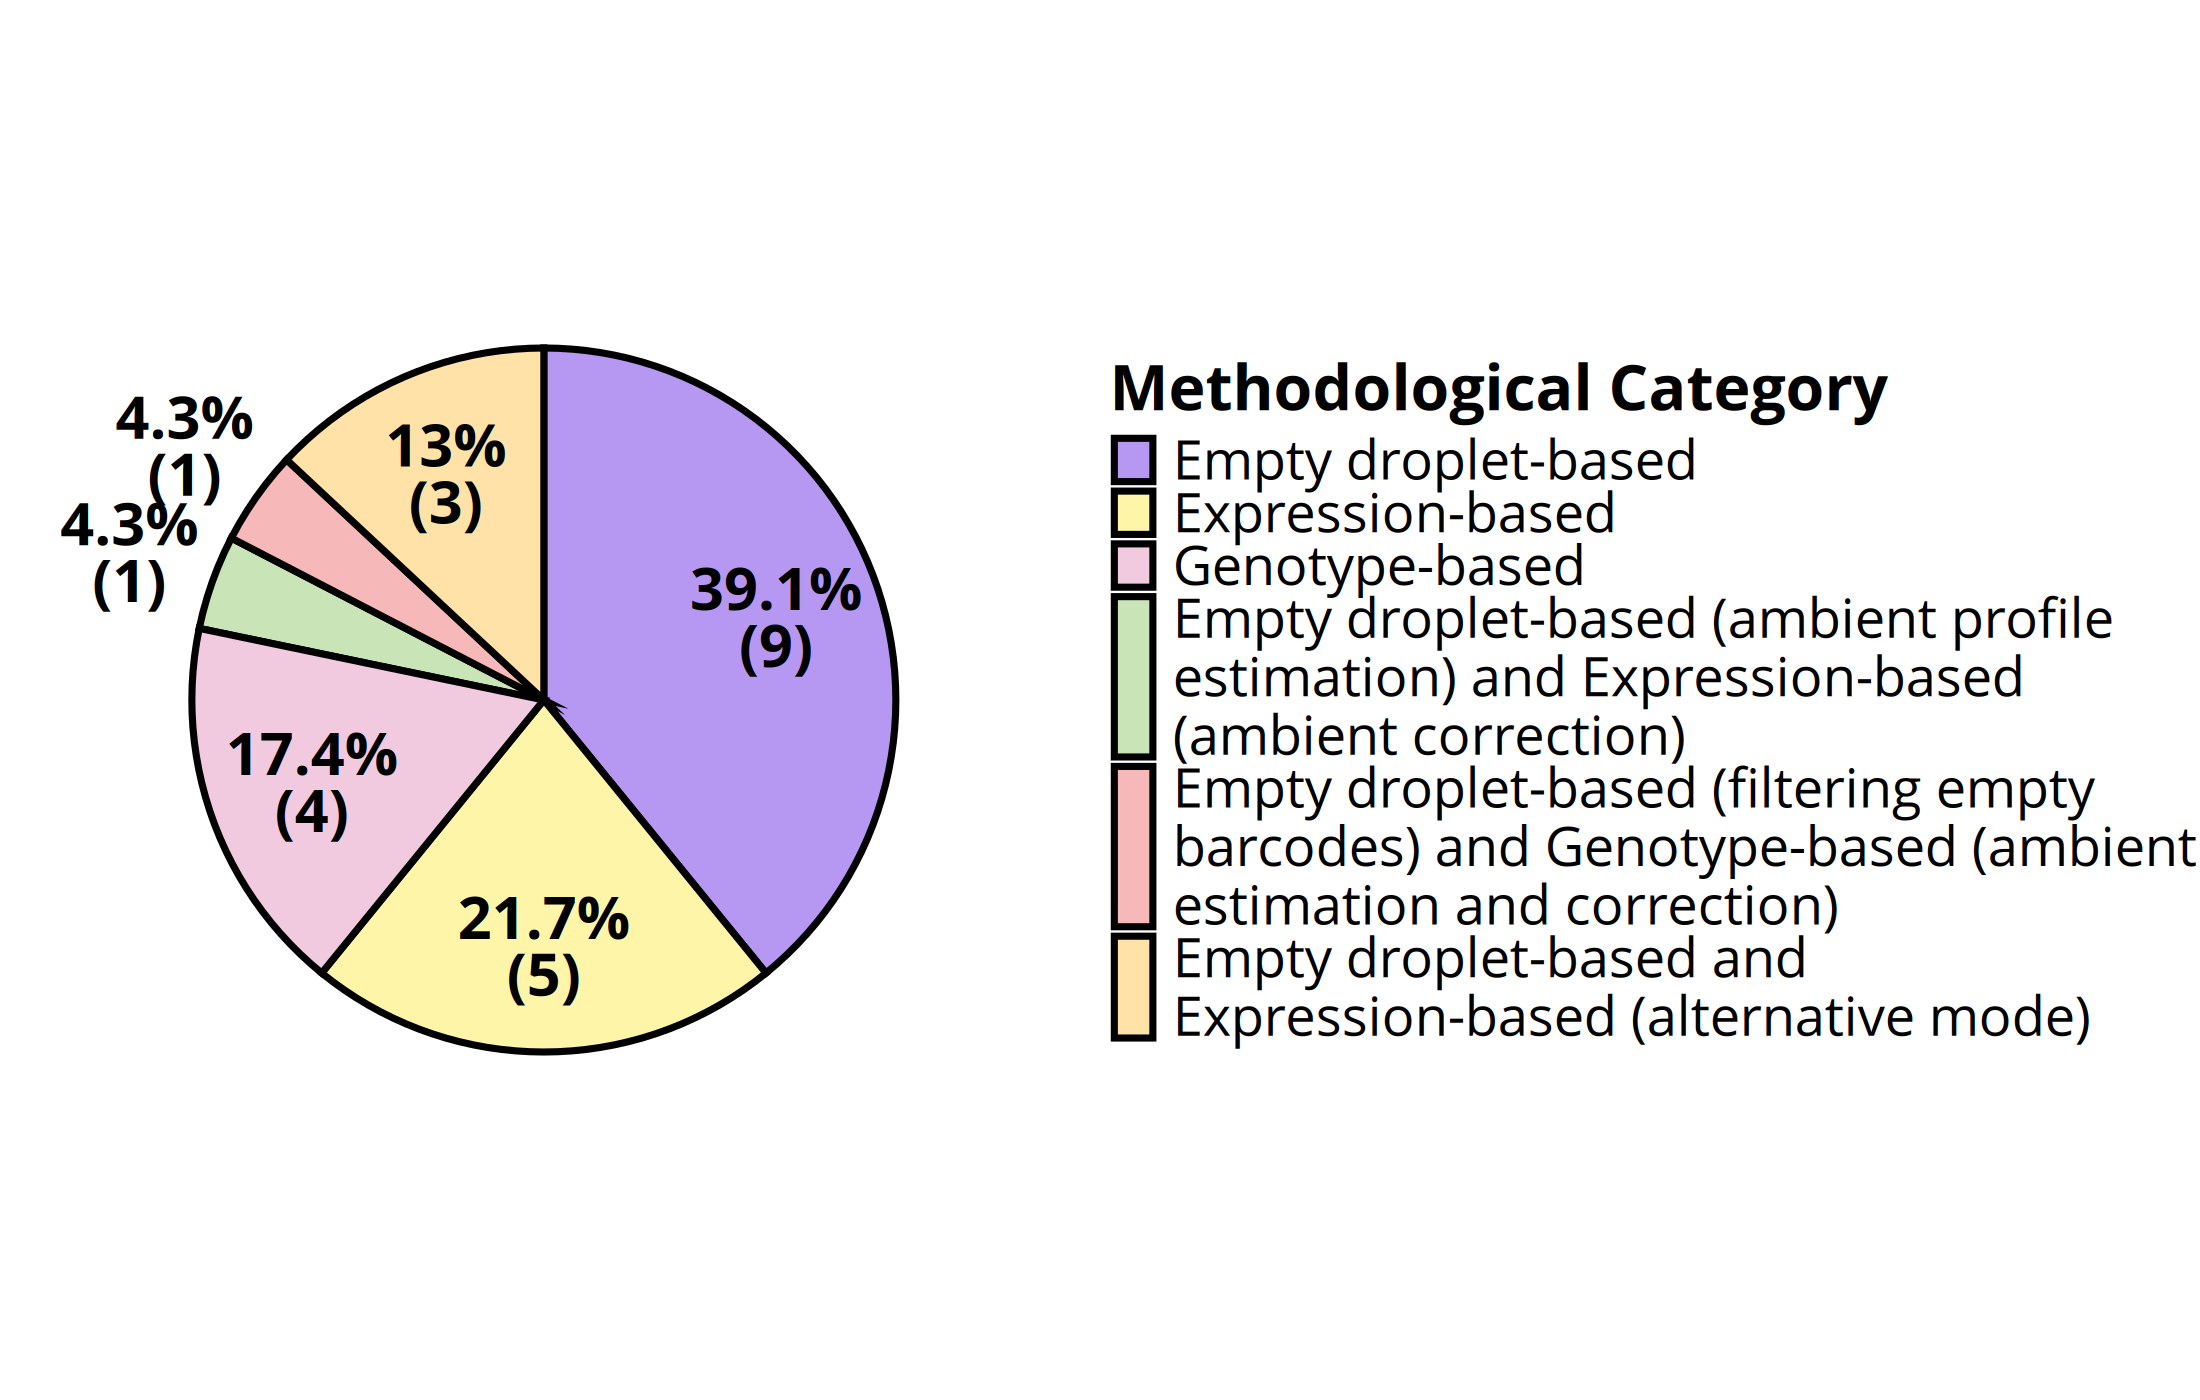 4.3%
(1)
4.3%
(1)
13%
(3)
39.1%
(9)
17.4%
(4)
21.7%
(5)
Methodological Category
Empty droplet-based
Expression-based
Genotype-based
Empty droplet-based (ambient profile
estimation) and Expression-based
(ambient correction)
Empty droplet-based (filtering empty
barcodes) and Genotype-based (ambient
estimation and correction)
Empty droplet-based and
Expression-based (alternative mode)